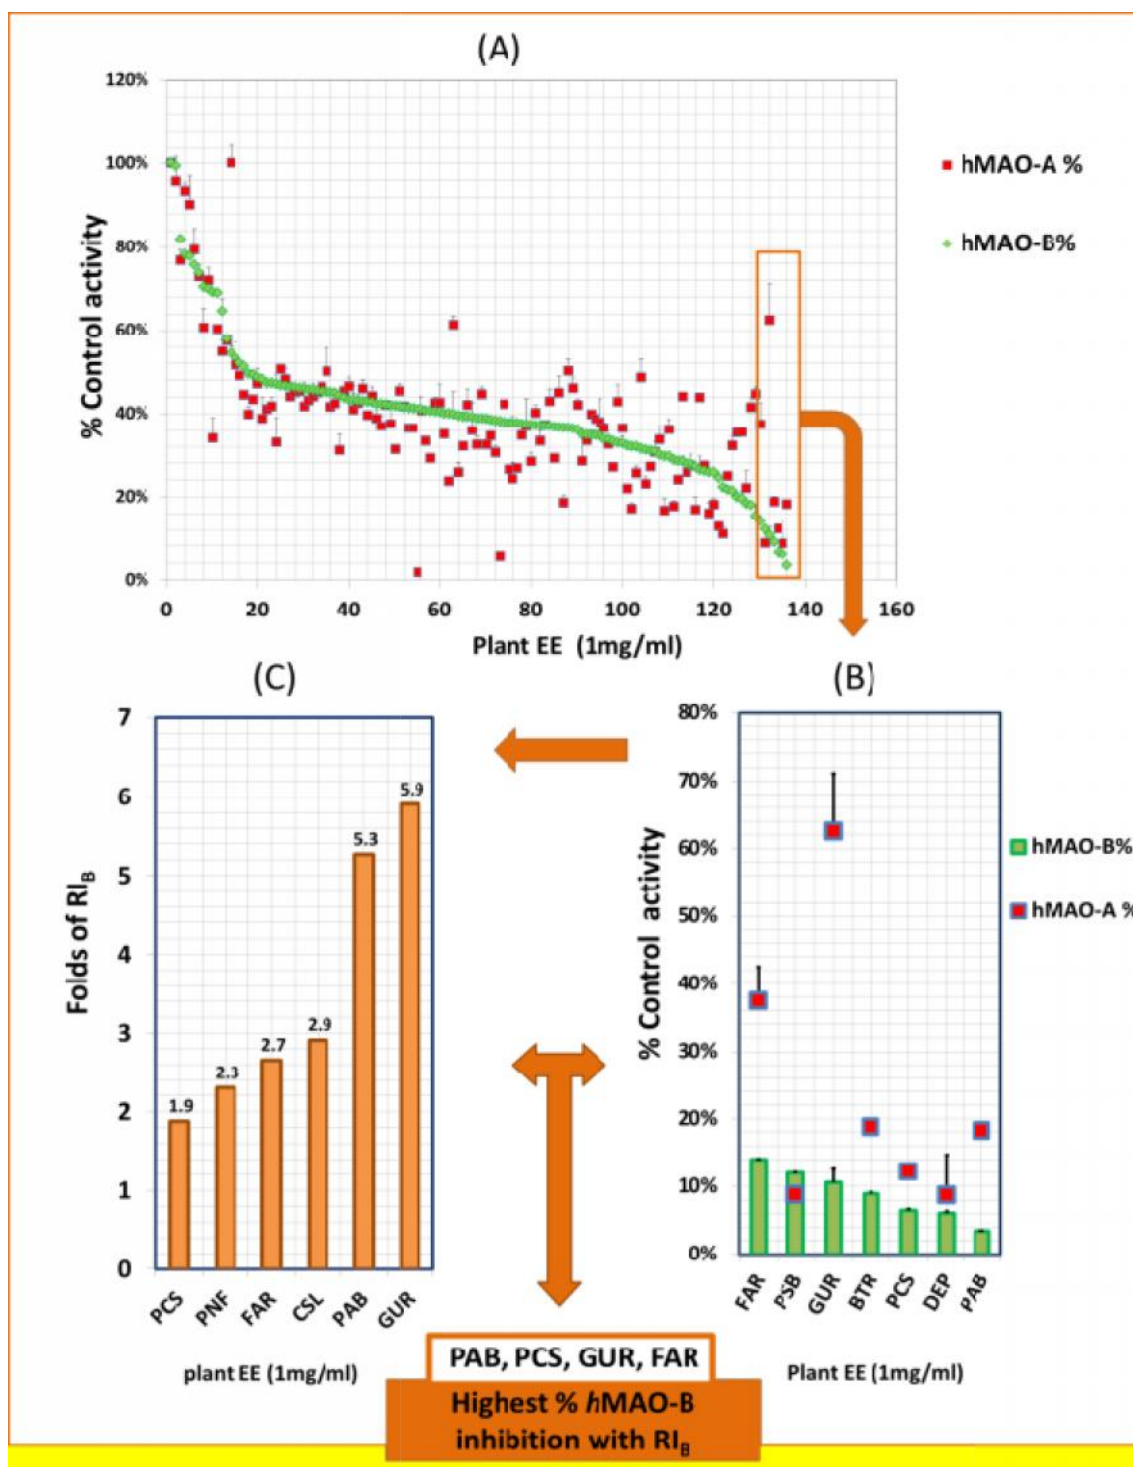 (A)
120%
100%
80%
60%
40%
20%
0%
% Control activity
0 20 40 60 80 100 120 140 160
Plant EE (1mg/ml)
hMAO-A %
hMAO-B%
(C)
7
6
5
4
3
2
1
0
Folds of RI_B
1.9
2.3
2.7
2.9
5.3
5.9
PCS PNF FAR CSL PAB GUR
plant EE (1mg/ml)
(B)
80%
70%
60%
50%
40%
30%
20%
10%
0%
% Control activity
hMAO-B%
hMAO-A %
FAR PSB GUR BTR PCS DEP PAB
Plant EE (1mg/ml)
PAB, PCS, GUR, FAR
Highest % hMAO-B
inhibition with RI_B